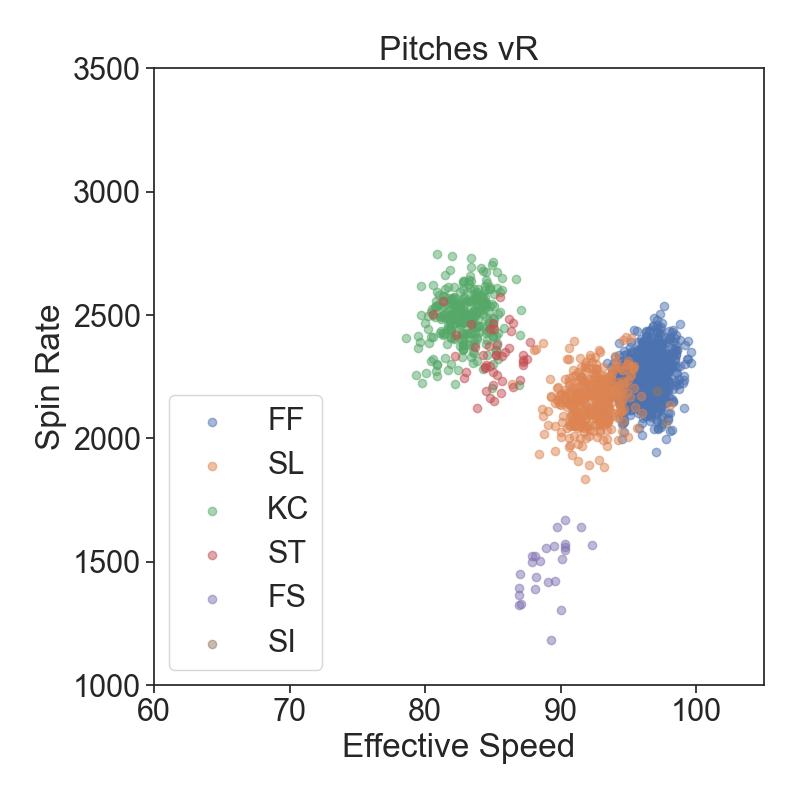 Pitches vR
3500
3000
2500
2000
1500
1000
Spin Rate
FF
SL
KC
ST
FS
SI
60 70 80 90 100
Effective Speed